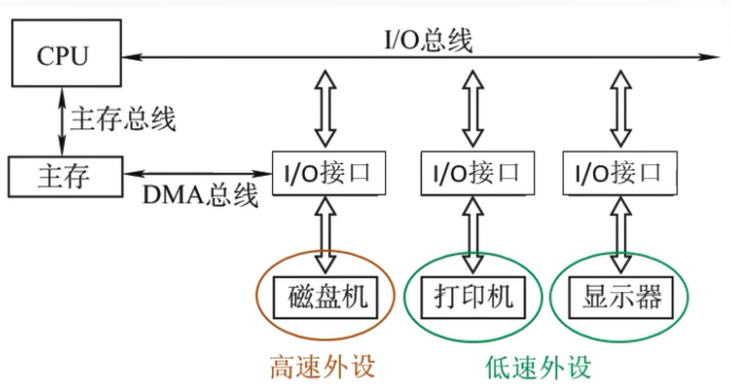 I/O总线
CPU
主存总线
主存
DMA总线
I/O接口
I/O接口
I/O接口
磁盘机
打印机
显示器
高速外设
低速外设